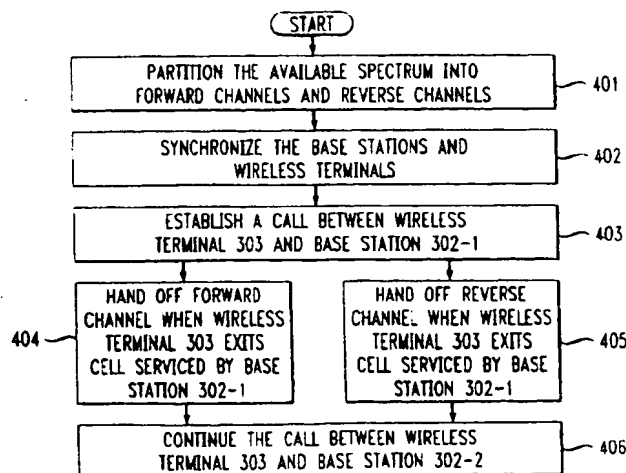 START
PARTITION THE AVAILABLE SPECTRUM INTO
FORWARD CHANNELS AND REVERSE CHANNELS
401
SYNCHRONIZE THE BASE STATIONS AND
WIRELESS TERMINALS
402
ESTABLISH A CALL BETWEEN WIRELESS
TERMINAL 303 AND BASE STATION 302-1
403
HAND OFF FORWARD
CHANNEL WHEN WIRELESS
TERMINAL 303 EXITS
CELL SERVICED BY BASE
STATION 302-1
404
HAND OFF REVERSE
CHANNEL WHEN WIRELESS
TERMINAL 303 EXITS
CELL SERVICED BY BASE
STATION 302-1
405
CONTINUE THE CALL BETWEEN WIRELESS
TERMINAL 303 AND BASE STATION 302-2
406